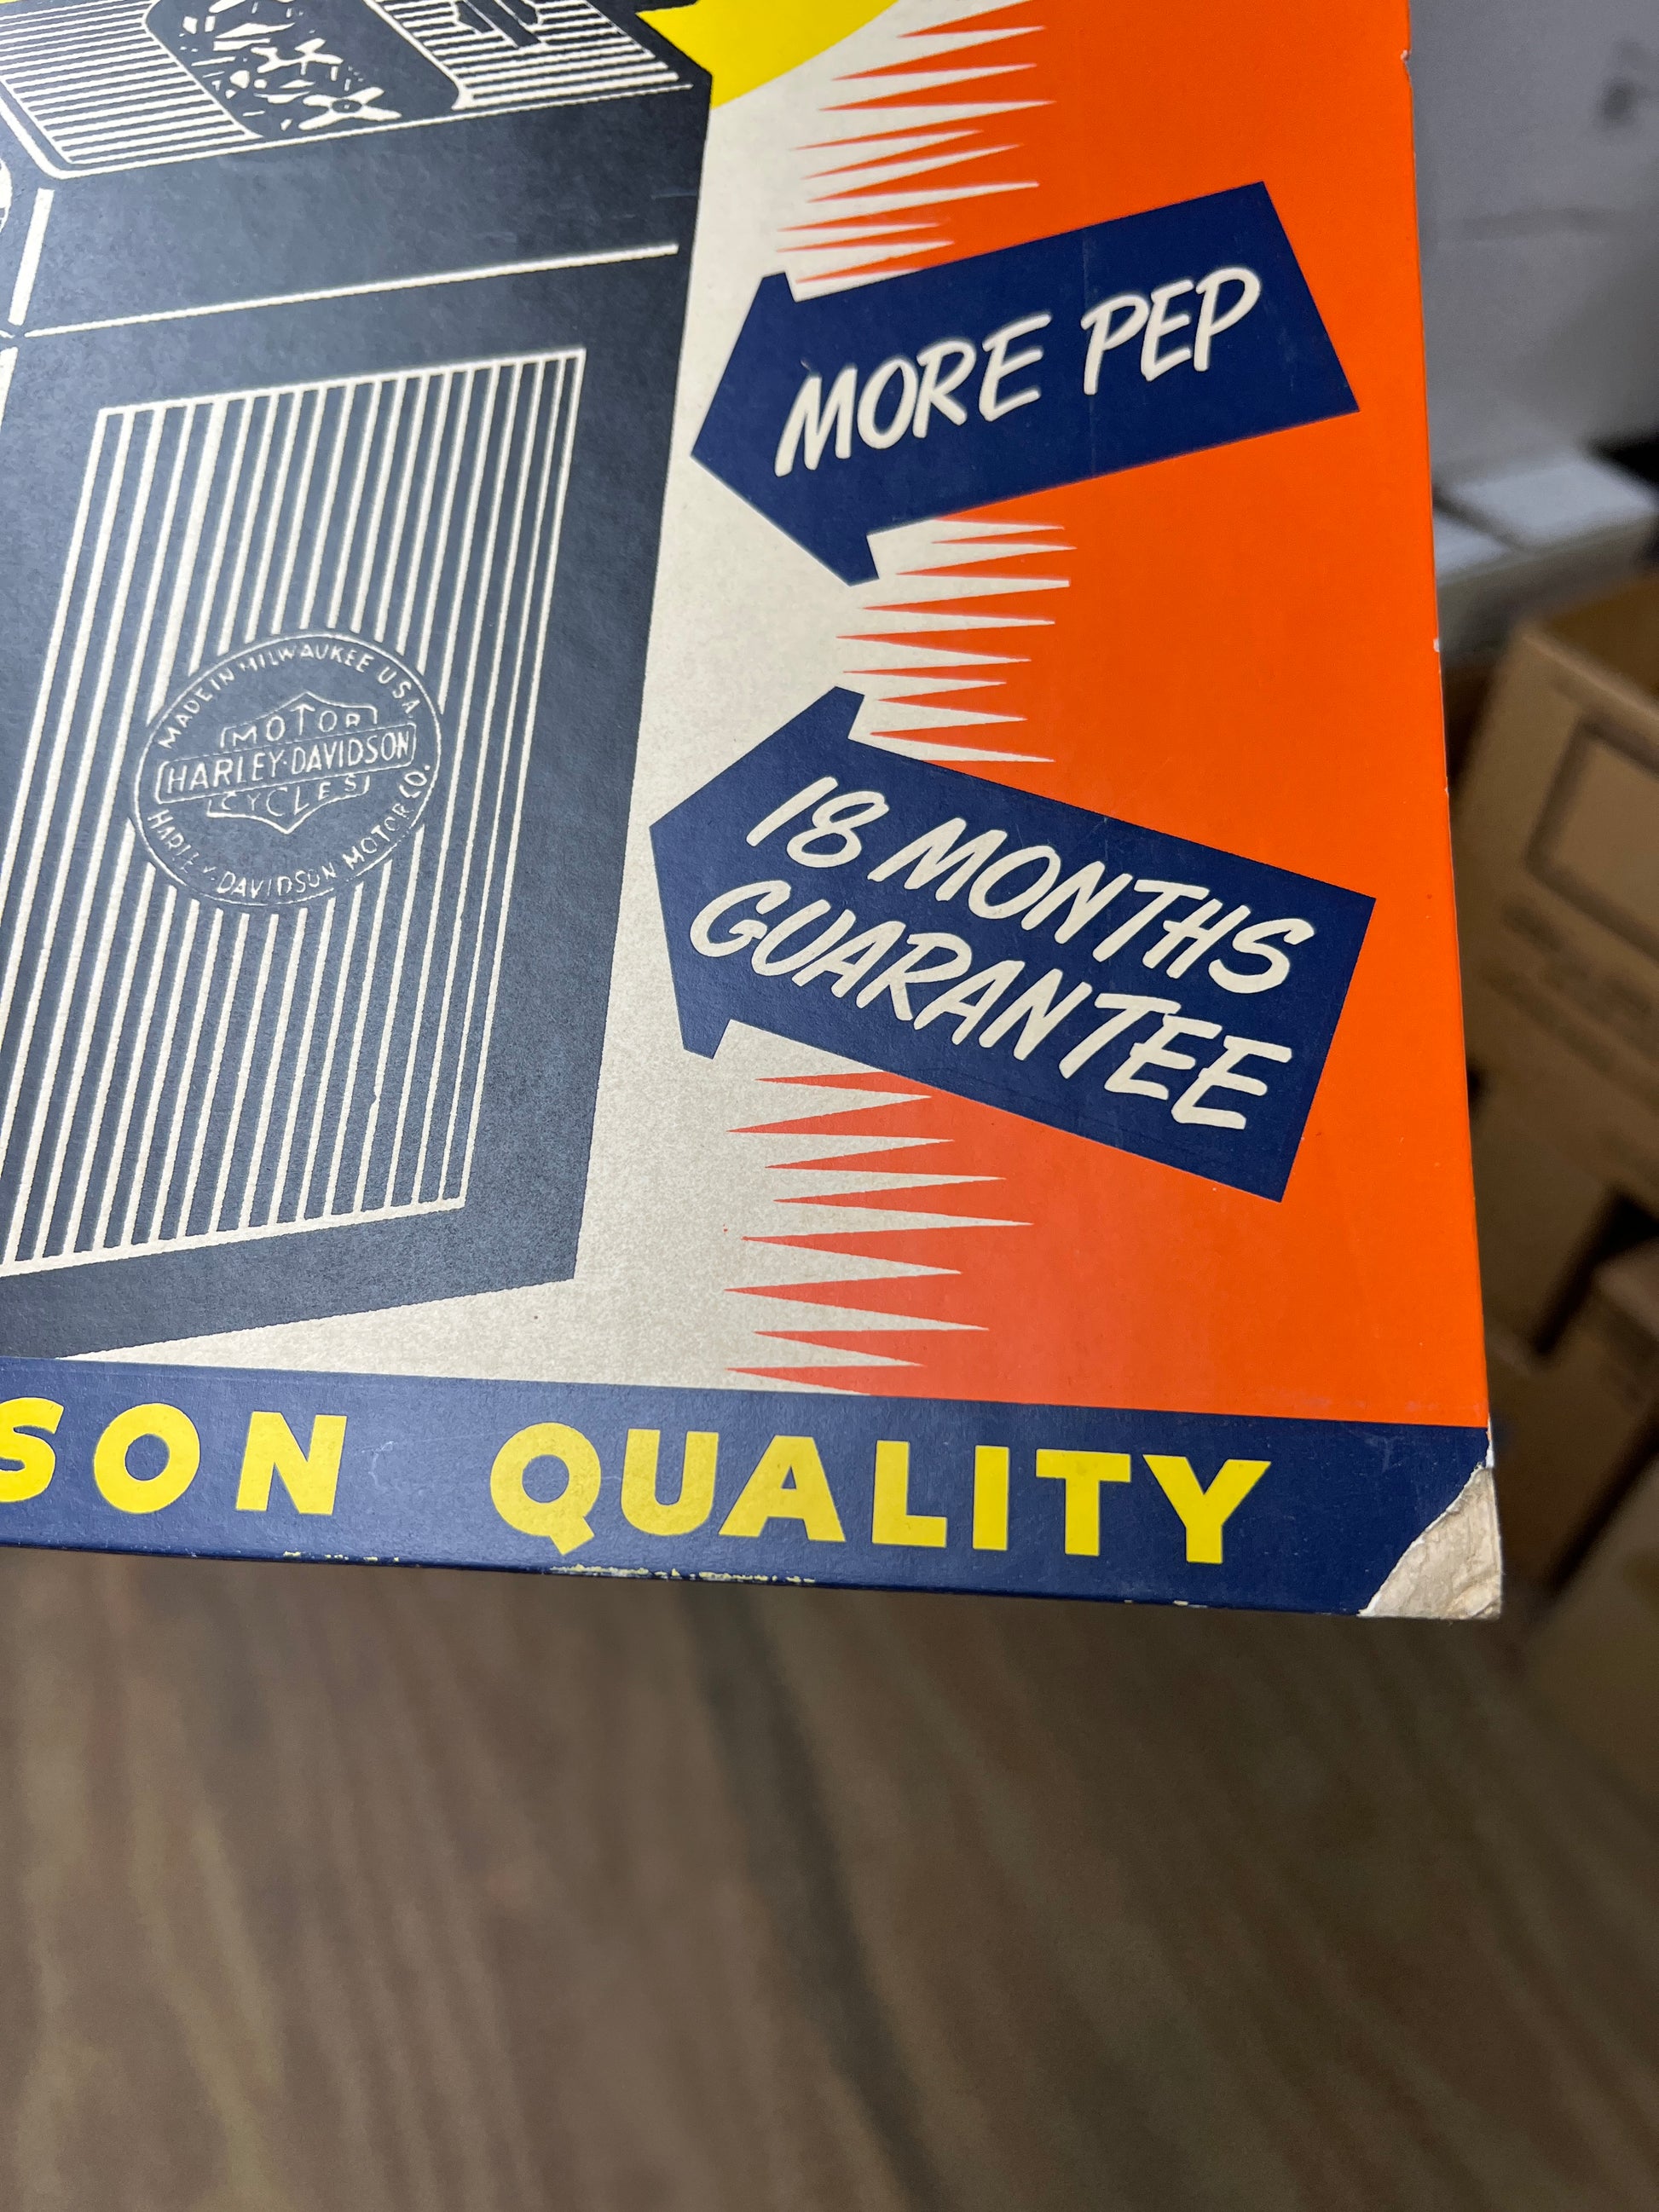 MORE PEP
MADE IN MILWAUKEE U.S.A.
MOTOR
HARLEY-DAVIDSON
CYCLES
HARLEY-DAVIDSON MOTOR CO.
18 MONTHS
GUARANTEE
SON QUALITY